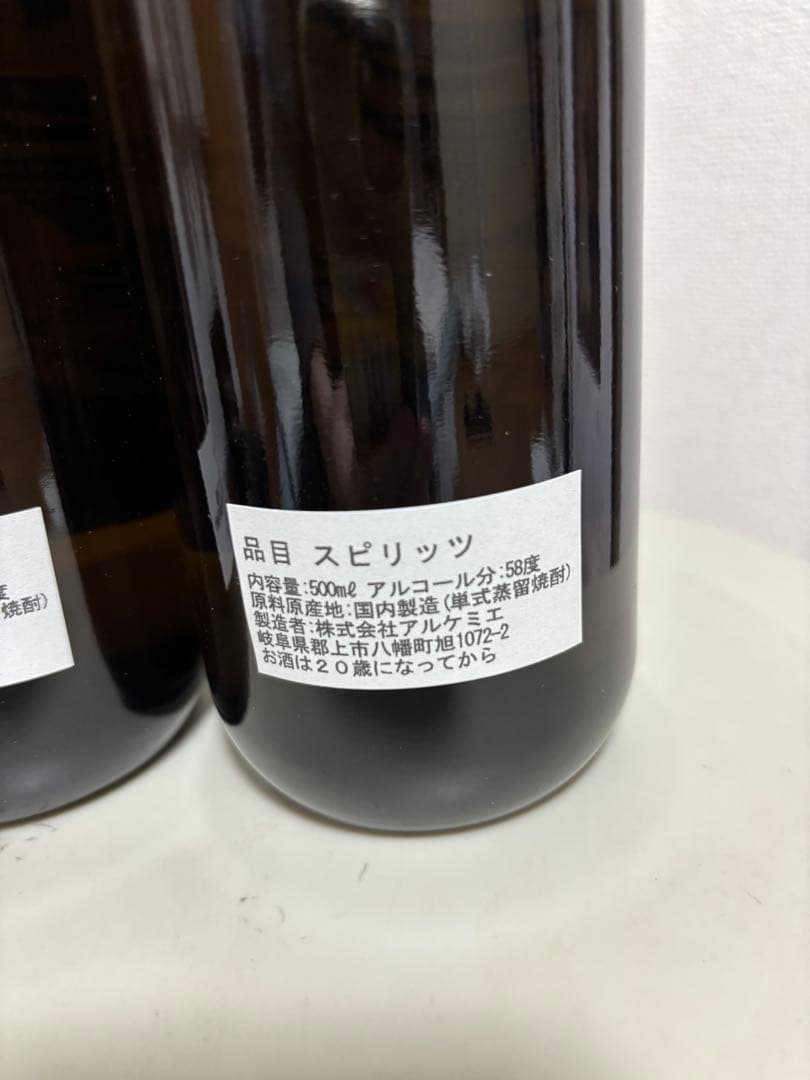 品目 スピリッツ
内容量:500mℓ アルコール分:58度
原料原産地:国内製造(単式蒸留焼酎)
製造者:株式会社アルケミエ
岐阜県郡上市八幡町旭1072-2
お酒は20歳になってから
度
焼酎)